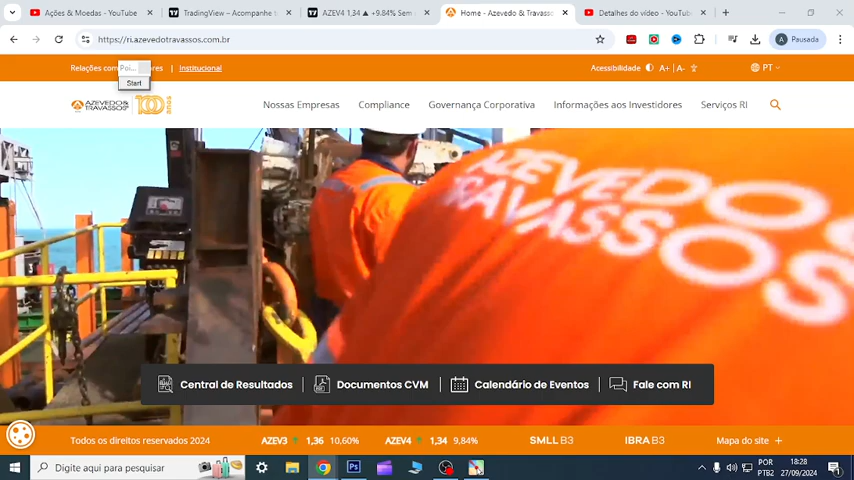 Ações & Moedas - YouTube
TradingView – Acompanhe t
AZEV4 1,34 ▲ +9.84% Sem
Home - Azevedo & Travasso
Detalhes do vídeo - YouTube
https://ri.azevedotravassos.com.br
A Pausada
Relações com
res | Institucional
Poi...
Start
Acessibilidade A+ | A-
PT
AZEVEDO & TRAVASSOS 100 anos
Nossas Empresas
Compliance
Governança Corporativa
Informações aos Investidores
Serviços RI
AZEVEDO &
TRAVASSOS
Central de Resultados | Documentos CVM | Calendário de Eventos | Fale com RI
Todos os direitos reservados 2024
AZEV3 1,36 10,60%
AZEV4 1,34 9,84%
SMLL B3
IBRA B3
Mapa do site +
Digite aqui para pesquisar
Ps
POR
PTB2
18:28
27/09/2024